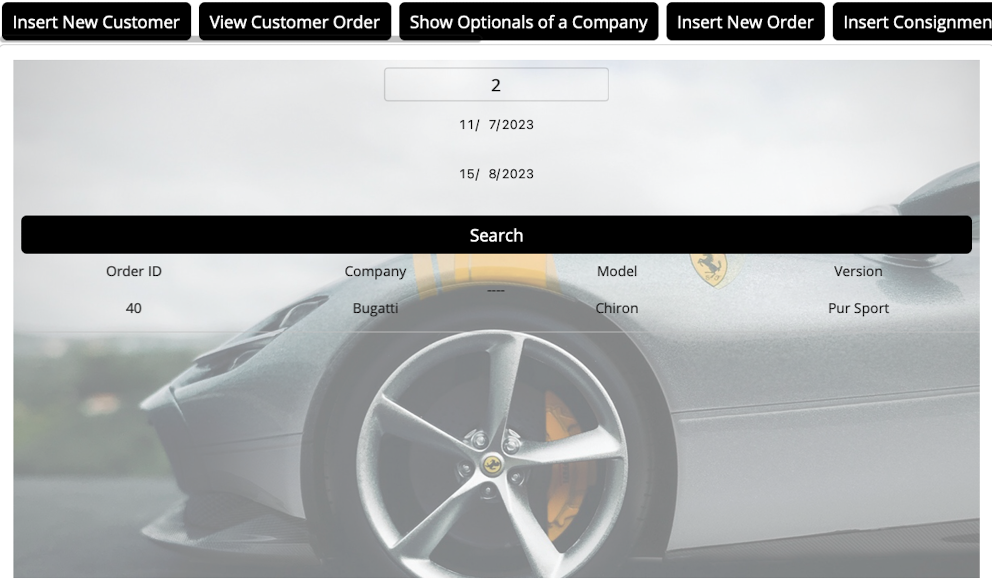 Insert New Customer View Customer Order Show Optionals of a Company Insert New Order Insert Consignmen
2
11/ 7/2023
15/ 8/2023
Search
Order ID Company Model Version
----
40 Bugatti Chiron Pur Sport